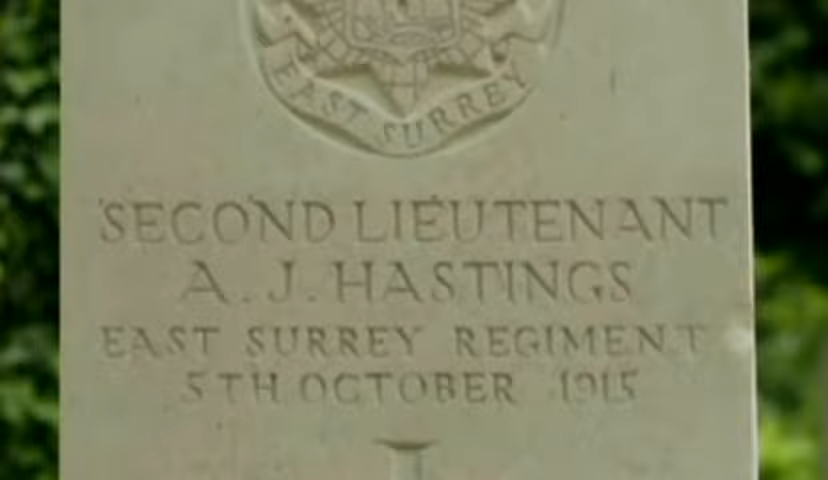 EAST SURREY
SECOND LIEUTENANT
A. J. HASTINGS
EAST SURREY REGIMENT
5TH OCTOBER 1915